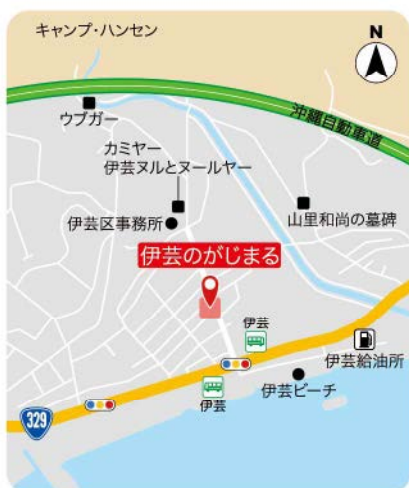 キャンプ・ハンセン
N
沖縄自動車道
ウブガー
カミヤー
伊芸ヌルとヌールヤー
山里和尚の墓碑
伊芸区事務所
伊芸のがじまる
伊芸
伊芸給油所
伊芸ビーチ
伊芸
329